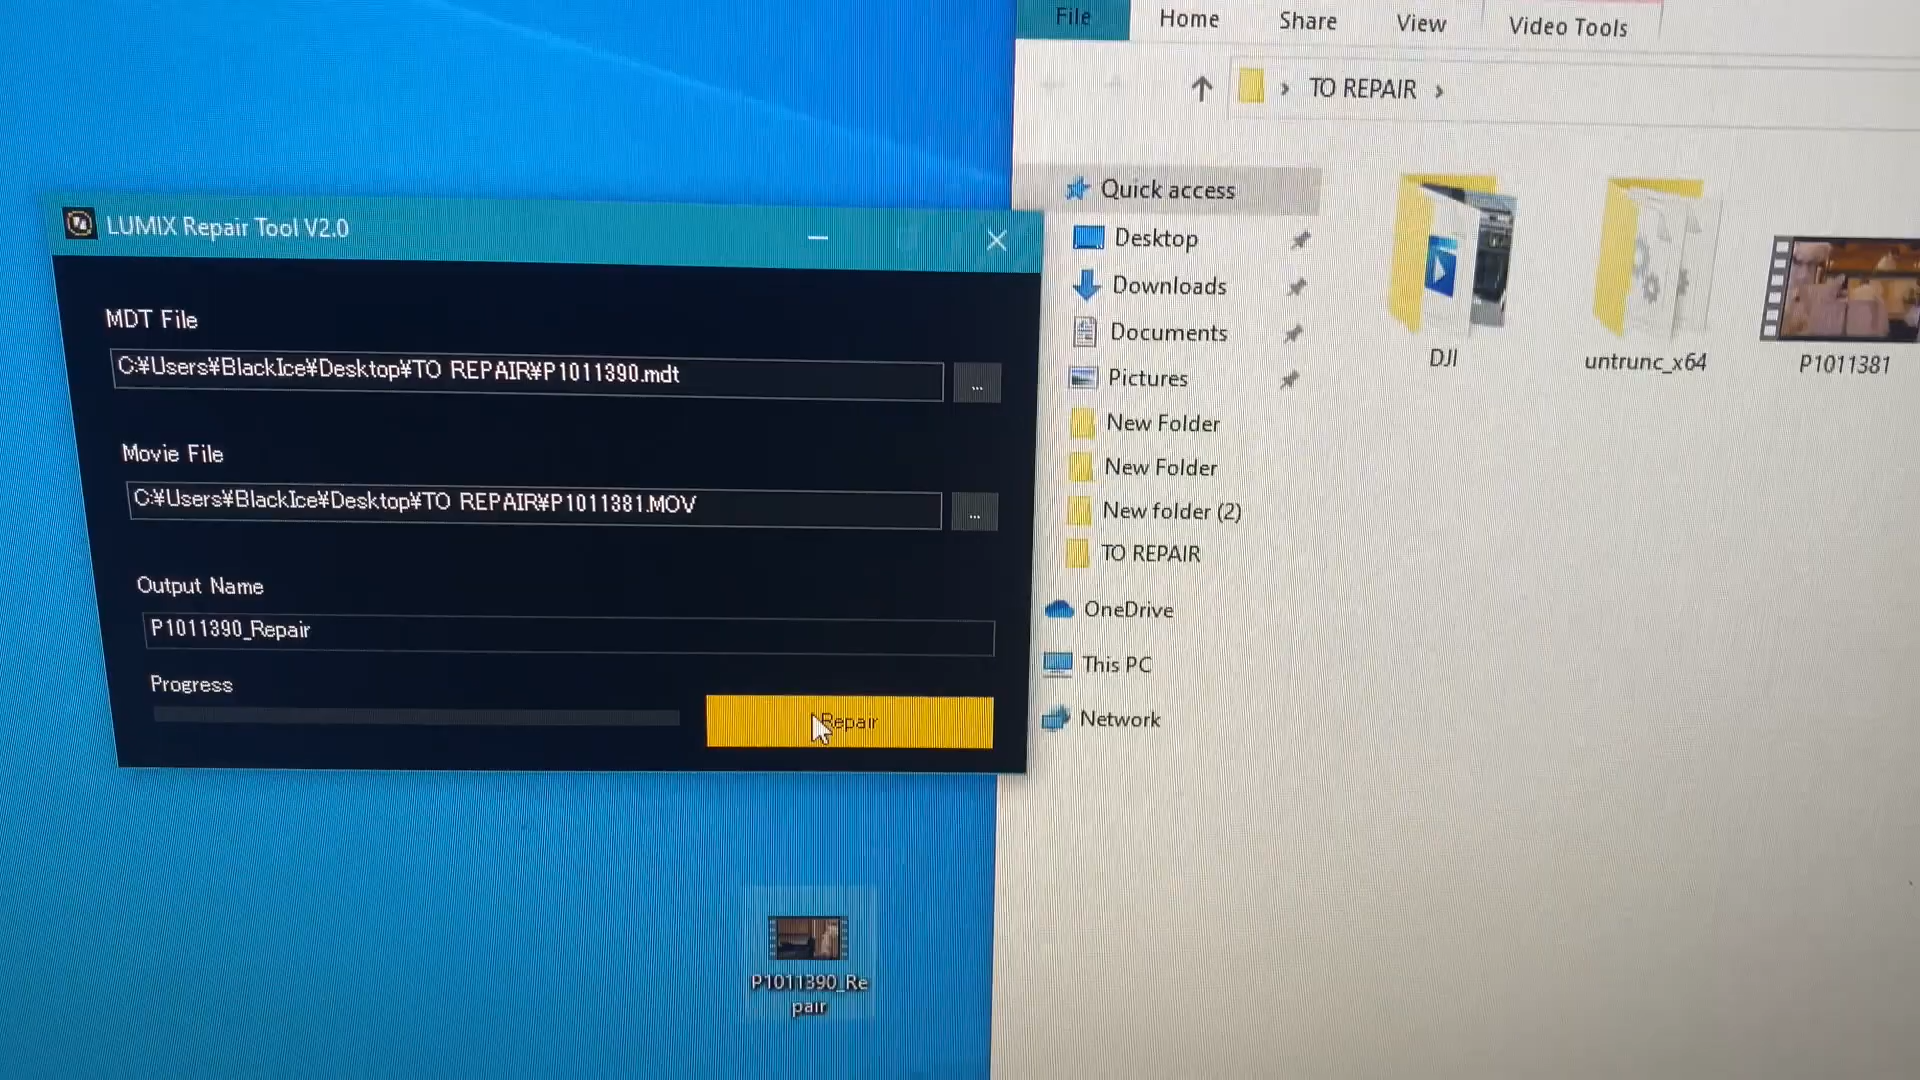 LUMIX Repair Tool V2.0
MDT File
C:¥Users¥BlackIce¥Desktop¥TO REPAIR¥P1011390.mdt
...
Movie File
C:¥Users¥BlackIce¥Desktop¥TO REPAIR¥P1011381.MOV
...
Output Name
P1011390_Repair
Progress
Repair
P1011390_Re
pair
File Home Share View Video Tools
› TO REPAIR ›
Quick access
Desktop
Downloads
Documents
Pictures
New Folder
New Folder
New folder (2)
TO REPAIR
OneDrive
This PC
Network
DJI
untrunc_x64
P1011381